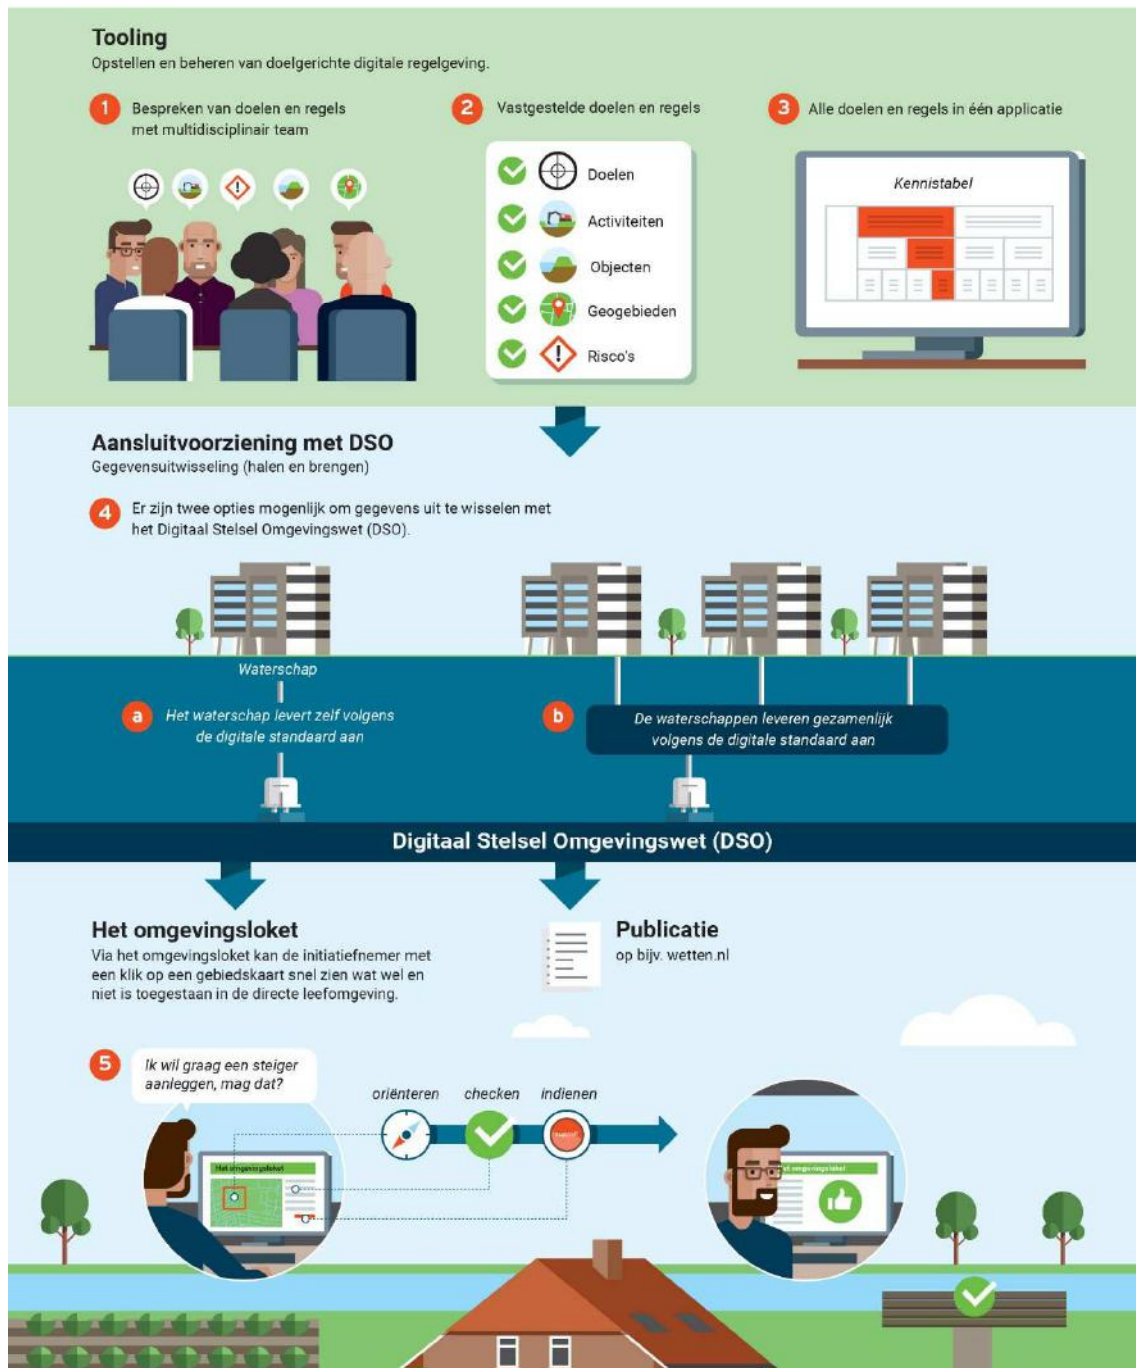 Tooling
Opstellen en beheren van doelgerichte digitale regelgeving.
1
Bespreken van doelen en regels
met multidisciplinair team
2
Vastgestelde doelen en regels
Doelen
Activiteiten
Objecten
Geogebieden
Risco's
3
Alle doelen en regels in één applicatie
Kennistabel
Aansluitvoorziening met DSO
Gegevensuitwisseling (halen en brengen)
4
Er zijn twee opties mogenlijk om gegevens uit te wisselen met
het Digitaal Stelsel Omgevingswet (DSO).
Waterschap
a
Het waterschap levert zelf volgens
de digitale standaard aan
b
De waterschappen leveren gezamenlijk
volgens de digitale standaard aan
Digitaal Stelsel Omgevingswet (DSO)
Het omgevingsloket
Via het omgevingsloket kan de initiatiefnemer met
een klik op een gebiedskaart snel zien wat wel en
niet is toegestaan in de directe leefomgeving.
Publicatie
op bijv. wetten.nl
5
Ik wil graag een steiger
aanleggen, mag dat?
oriënteren
checken
indienen
Het omgevingsloket
Het omgevingsloket